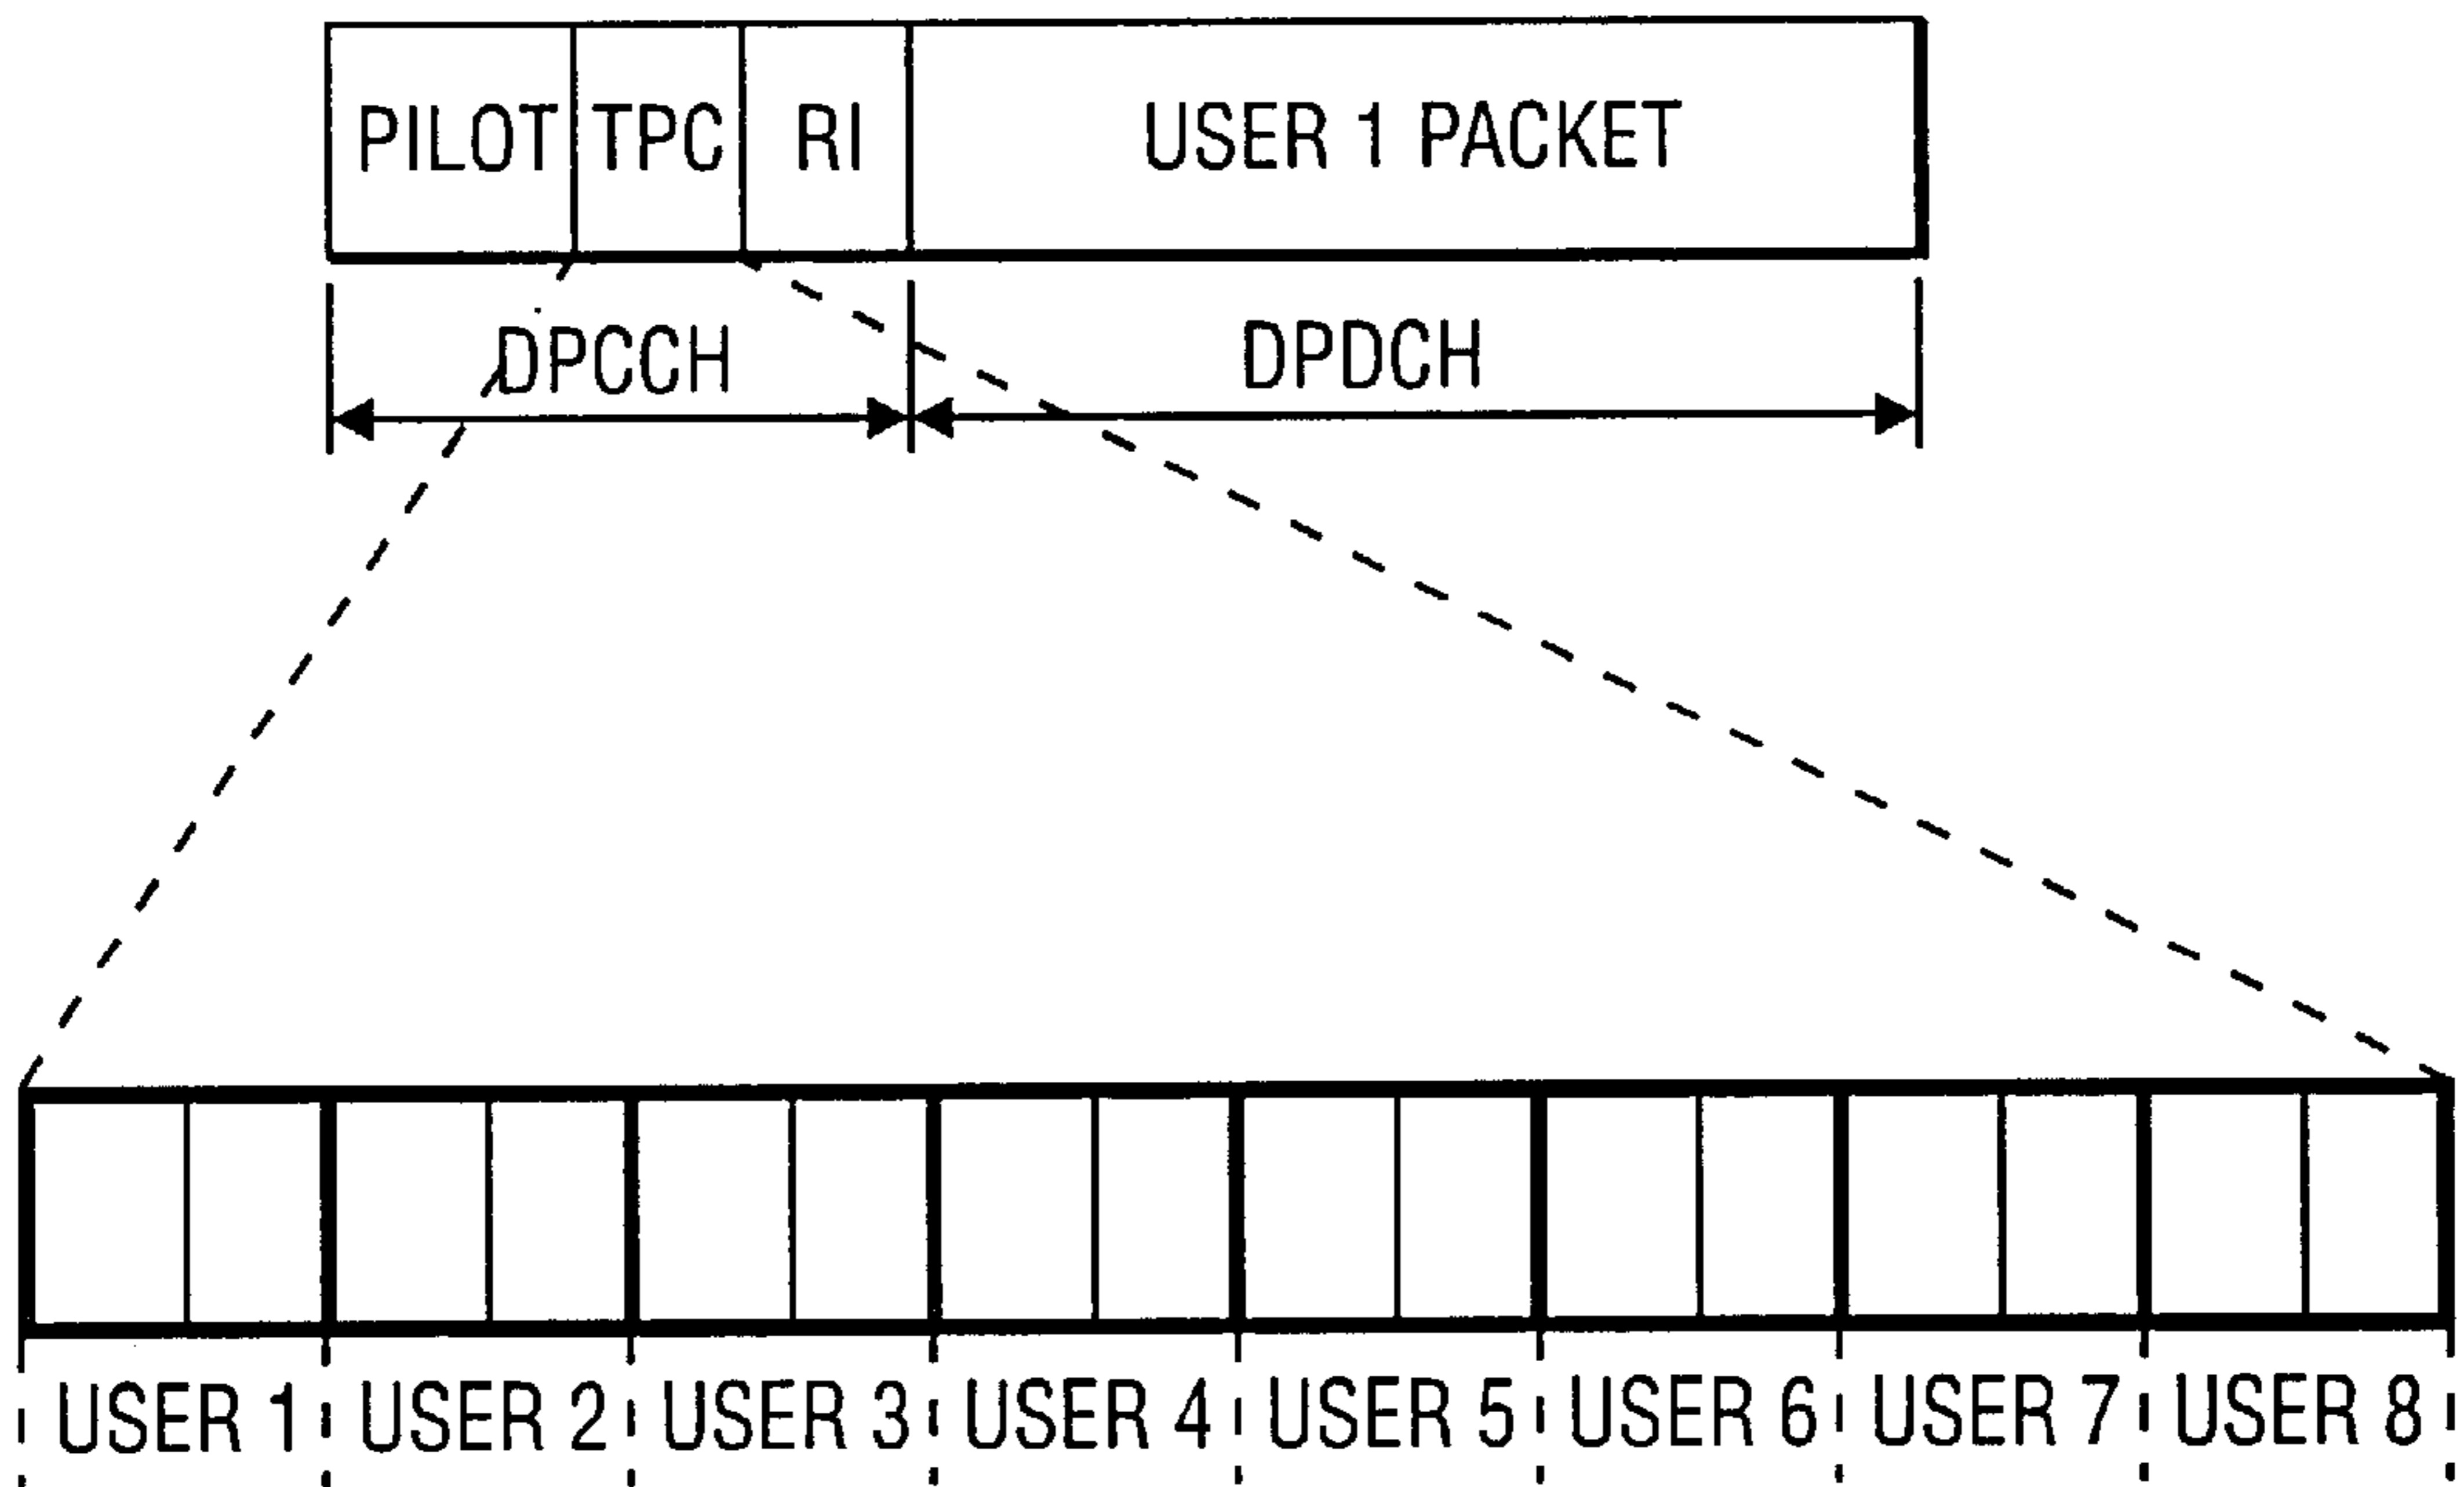 PILOT TPC RI USER 1 PACKET
DPCCH DPDCH
USER 1 USER 2 USER 3 USER 4 USER 5 USER 6 USER 7 USER 8